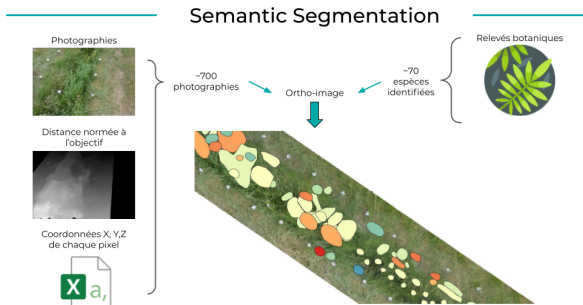 Semantic Segmentation
Photographies
Distance normée à
l'objectif
Coordonnées X, Y,Z
de chaque pixel
X a,
~700
photographies
Ortho-image
~70
espèces
identifiées
Relevés botaniques